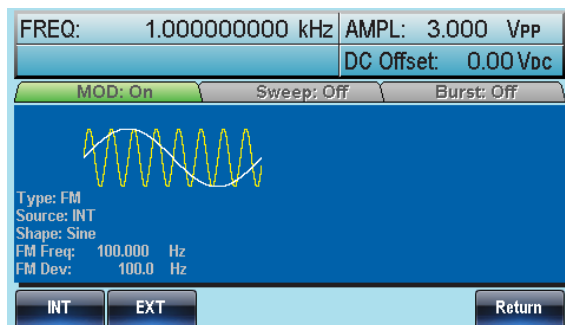 FREQ: 1.000000000 kHz AMPL: 3.000 VPP
DC Offset: 0.00 VDC
MOD: On Sweep: Off Burst: Off
Type: FM
Source: INT
Shape: Sine
FM Freq: 100.000 Hz
FM Dev: 100.0 Hz
INT EXT Return